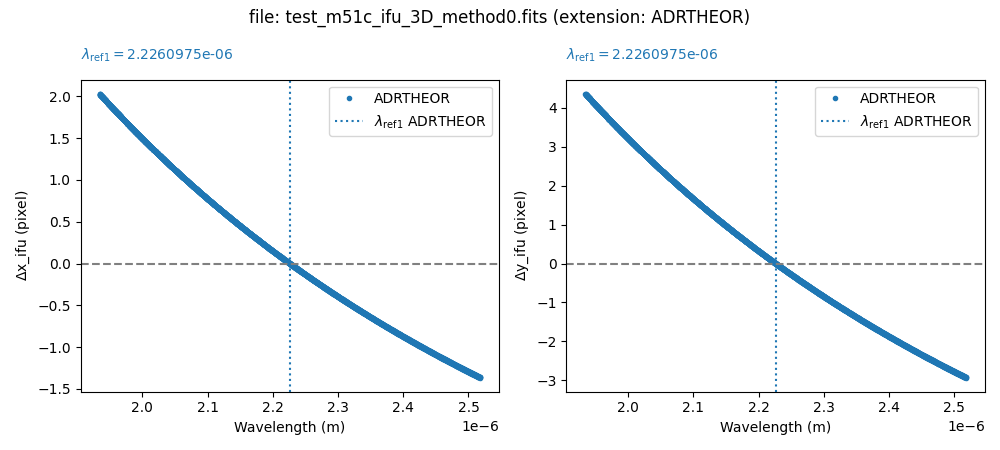 file: test_m51c_ifu_3D_method0.fits (extension: ADRTHEOR)
λref1 = 2.2260975e-06
λref1 = 2.2260975e-06
2.0
1.5
1.0
0.5
0.0
−0.5
−1.0
−1.5
Δx_ifu (pixel)
ADRTHEOR
λref1 ADRTHEOR
2.0 2.1 2.2 2.3 2.4 2.5
1e−6
Wavelength (m)
4
3
2
1
0
−1
−2
−3
Δy_ifu (pixel)
ADRTHEOR
λref1 ADRTHEOR
2.0 2.1 2.2 2.3 2.4 2.5
1e−6
Wavelength (m)